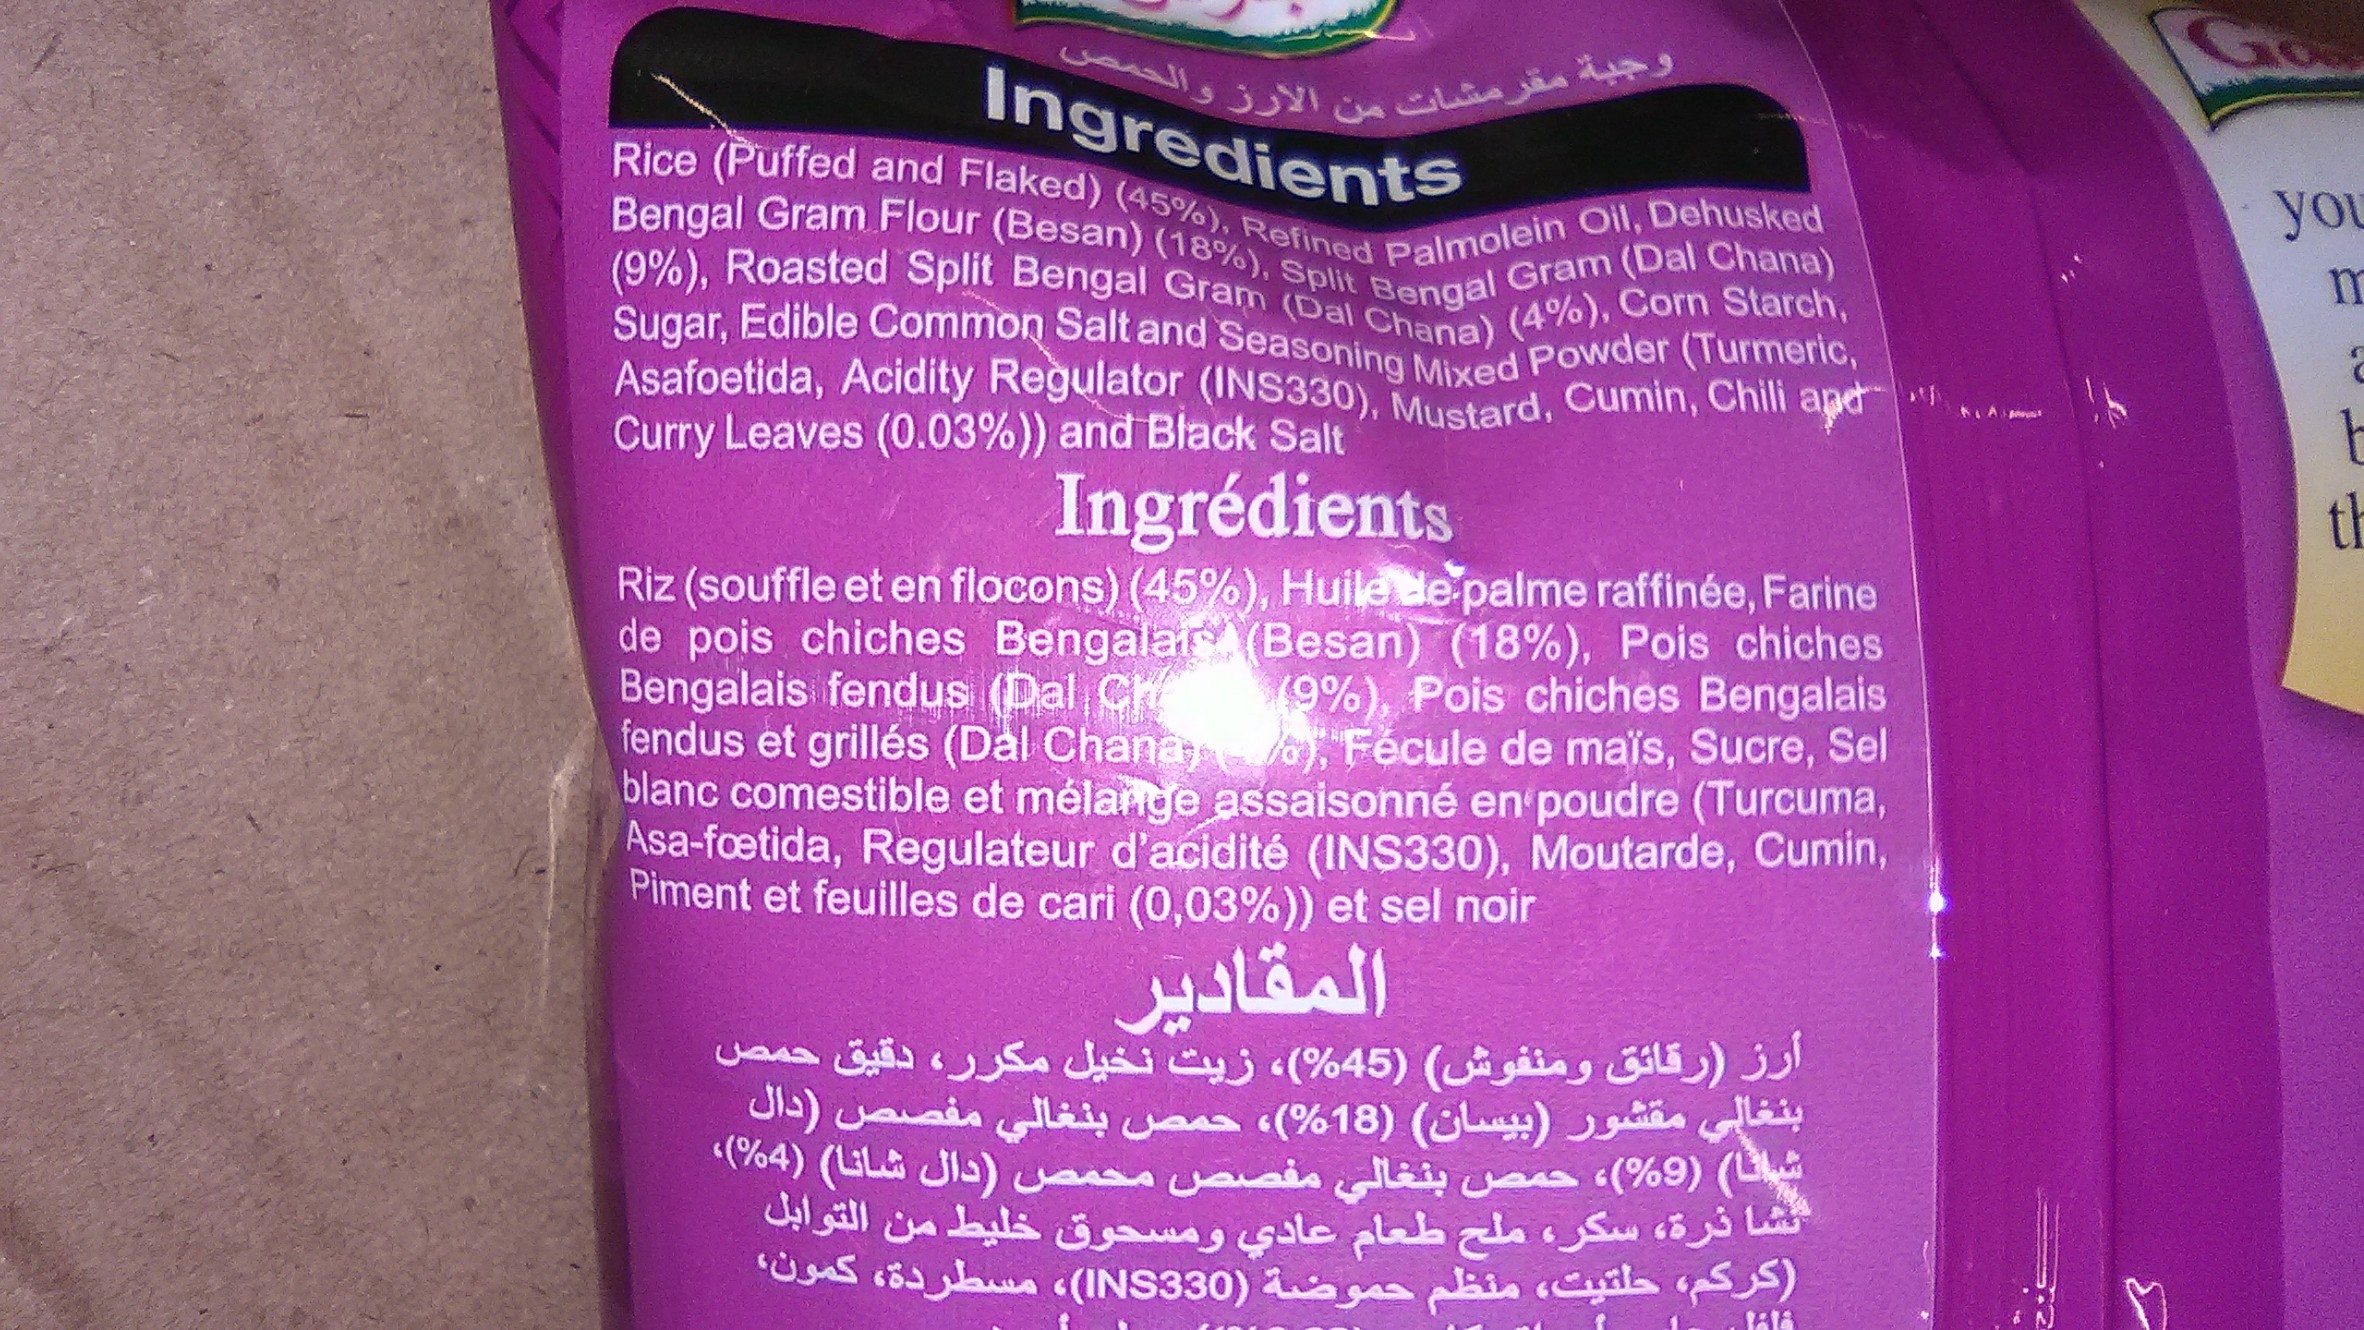 وجبة مقرمشات من الارز والحمص
Ingredients
Rice (Puffed and Flaked) (45%), Refined Palmolein Oil, Dehusked
Bengal Gram Flour (Besan) (18%), Split Bengal Gram (Dal Chana)
(9%), Roasted Split Bengal Gram (Dal Chana) (4%), Corn Starch,
Sugar, Edible Common Salt and Seasoning Mixed Powder (Turmeric,
Asafoetida, Acidity Regulator (INS330), Mustard, Cumin, Chili and
Curry Leaves (0.03%)) and Black Salt
Ingrédients
Riz (souffle et en flocons) (45%), Huile de palme raffinée, Farine
de pois chiches Bengalais (Besan) (18%), Pois chiches
Bengalais fendus (Dal (9%), Pois chiches Bengalais
fendus et grillés (Dal Chana) Fécule de maïs, Sucre, Sel
blanc comestible et mélange assaisonné en poudre (Turcuma,
Asa-fœtida, Regulateur d'acidité (INS330), Moutarde, Cumin,
Piment et feuilles de cari (0,03%)) et sel noir
المقادير
أرز (رقائق ومنفوش) (45%)، زيت نخيل مكرر، دقيق حمص
بنغالي مقشور (بيسان) (18%)، حمص بنغالي مفصص (دال
شانا) (9%)، حمص بنغالي مفصص محمص (دال شانا) (4%)،
نشا ذرة، سكر، ملح طعام عادي ومسحوق خليط من التوابل
(كركم، حلتيت، منظم حموضة (INS330)، مسطردة، كمون،
you